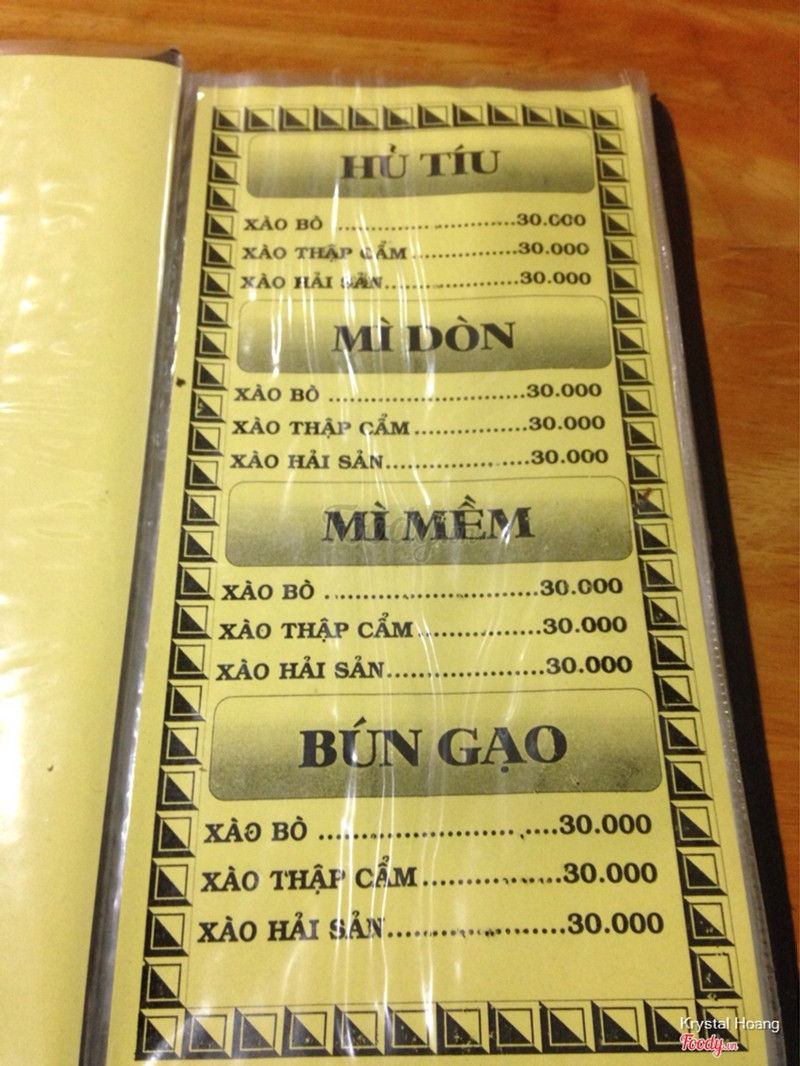 HỦ TÍU
XÀO BÒ ........................30.000
XÀO THẬP CẨM................30.000
XÀO HẢI SẢN....................30.000
MÌ DÒN
XÀO BÒ ............................30.000
XÀO THẬP CẨM................30.000
XÀO HẢI SẢN....................30.000
MÌ MỀM
XÀO BÒ ............................30.000
XÀO THẬP CẨM................30.000
XÀO HẢI SẢN....................30.000
BÚN GẠO
XÀO BÒ ............................30.000
XÀO THẬP CẨM................30.000
XÀO HẢI SẢN....................30.000
Krystal Hoang
Foody.vn